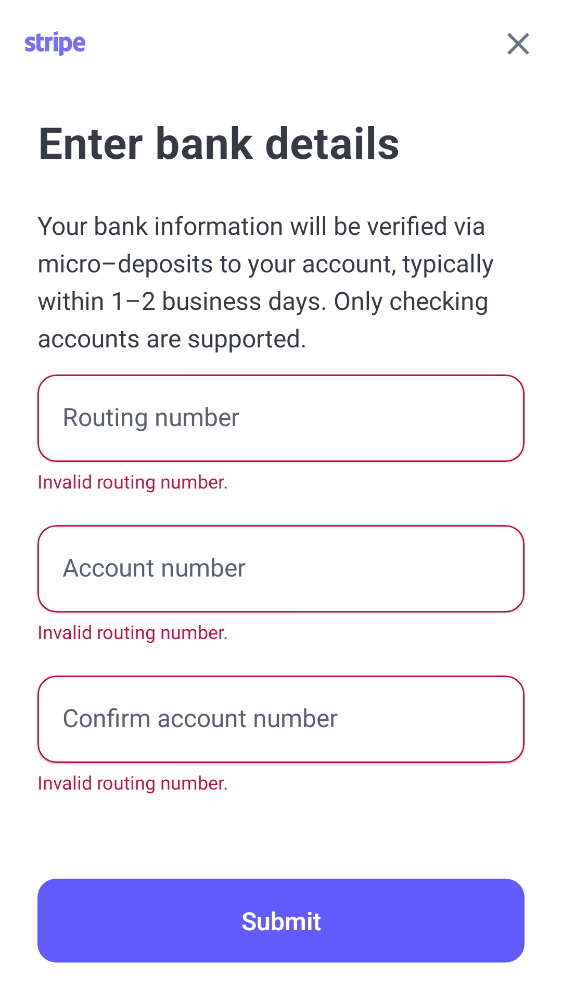 stripe
Enter bank details
Your bank information will be verified via
micro–deposits to your account, typically
within 1–2 business days. Only checking
accounts are supported.
Routing number
Invalid routing number.
Account number
Invalid routing number.
Confirm account number
Invalid routing number.
Submit